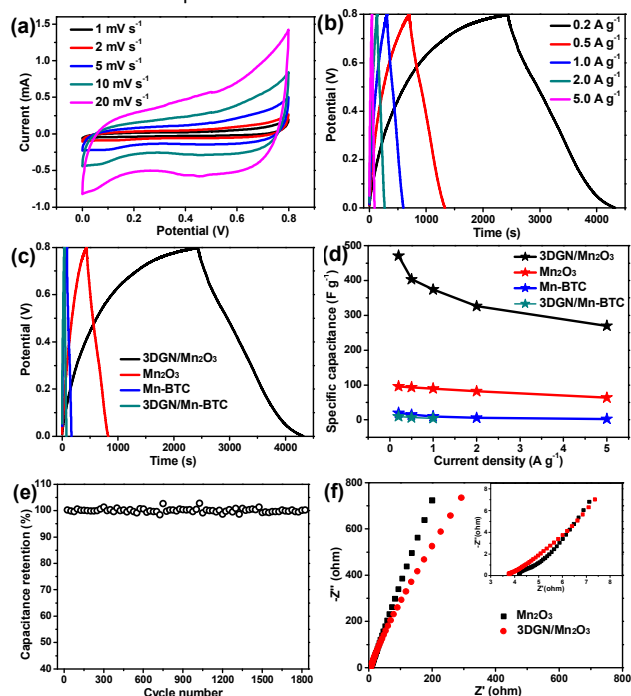 (a)
1 mV s⁻¹
2 mV s⁻¹
5 mV s⁻¹
10 mV s⁻¹
20 mV s⁻¹
Current (mA)
1.5
1.0
0.5
0.0
-0.5
-1.0
0.0 0.2 0.4 0.6 0.8
Potential (V)
(b)
0.2 A g⁻¹
0.5 A g⁻¹
1.0 A g⁻¹
2.0 A g⁻¹
5.0 A g⁻¹
Potential (V)
0.8
0.6
0.4
0.2
0.0
0 1000 2000 3000 4000
Time (s)
(c)
3DGN/Mn₂O₃
Mn₂O₃
Mn-BTC
3DGN/Mn-BTC
Potential (V)
0.8
0.6
0.4
0.2
0.0
0 1000 2000 3000 4000
Time (s)
(d)
3DGN/Mn₂O₃
Mn₂O₃
Mn-BTC
3DGN/Mn-BTC
Specific capacitance (F g⁻¹)
500
400
300
200
100
0
0 1 2 3 4 5
Current density (A g⁻¹)
(e)
Capacitance retention (%)
110
100
90
80
70
60
50
40
0 300 600 900 1200 1500 1800
Cycle number
(f)
-Z'' (ohm)
800
600
400
200
0
0 200 400 600 800
Z' (ohm)
-Z'' (ohm)
8
6
4
2
0
3 4 5 6 7 8
Z'(ohm)
Mn₂O₃
3DGN/Mn₂O₃